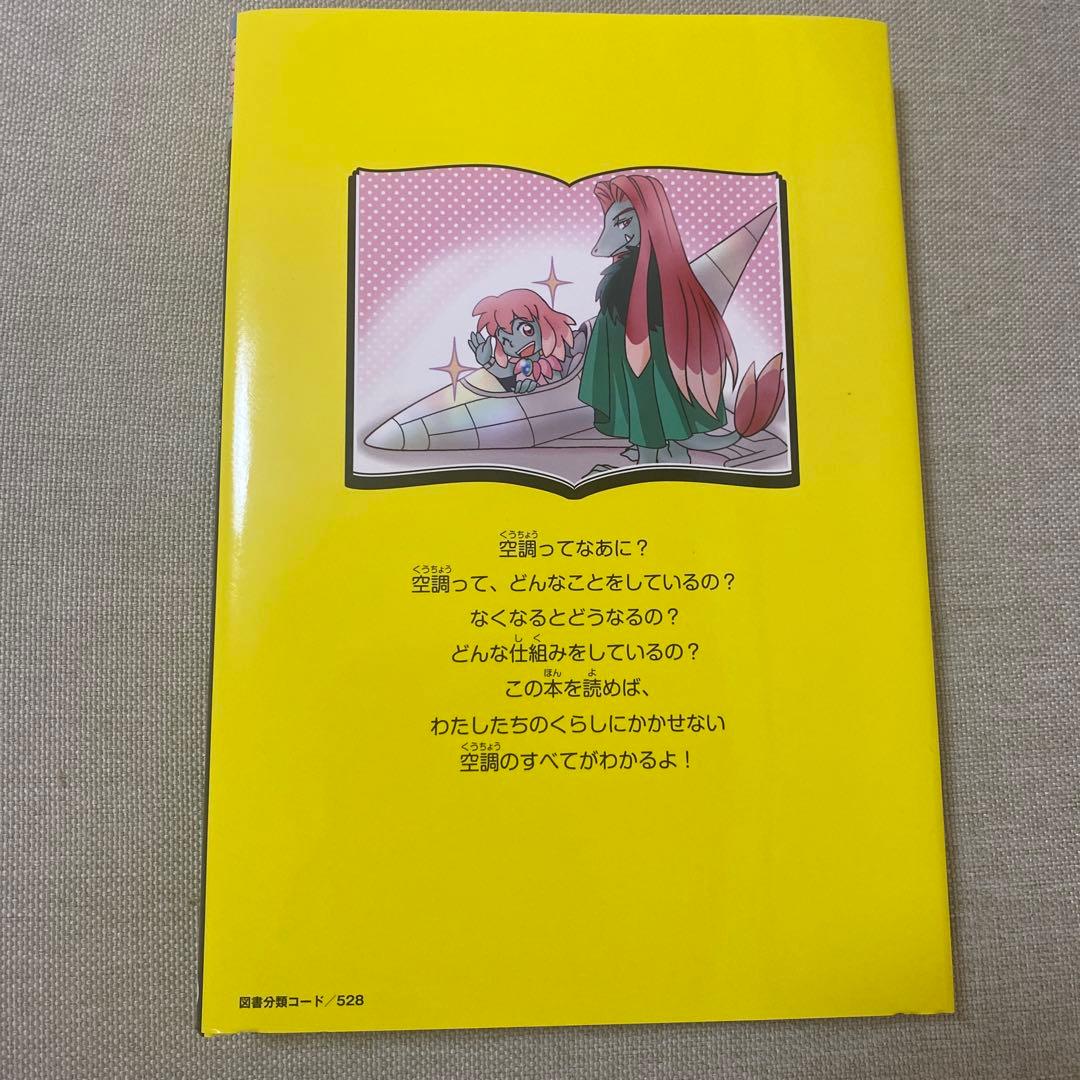 空調ってなあに？
空調って、どんなことをしているの？
なくなるとどうなるの？
どんな仕組みをしているの？
この本を読めば、
わたしたちのくらしにかかせない
空調のすべてがわかるよ！
図書分類コード／528